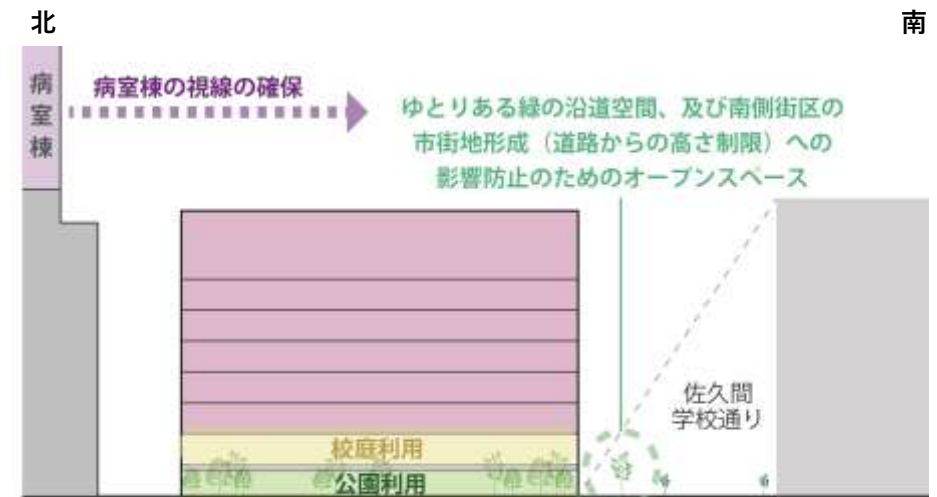 北
南
病室棟
病室棟の視線の確保
ゆとりある緑の沿道空間、及び南側街区の
市街地形成（道路からの高さ制限）への
影響防止のためのオープンスペース
佐久間
学校通り
校庭利用
公園利用